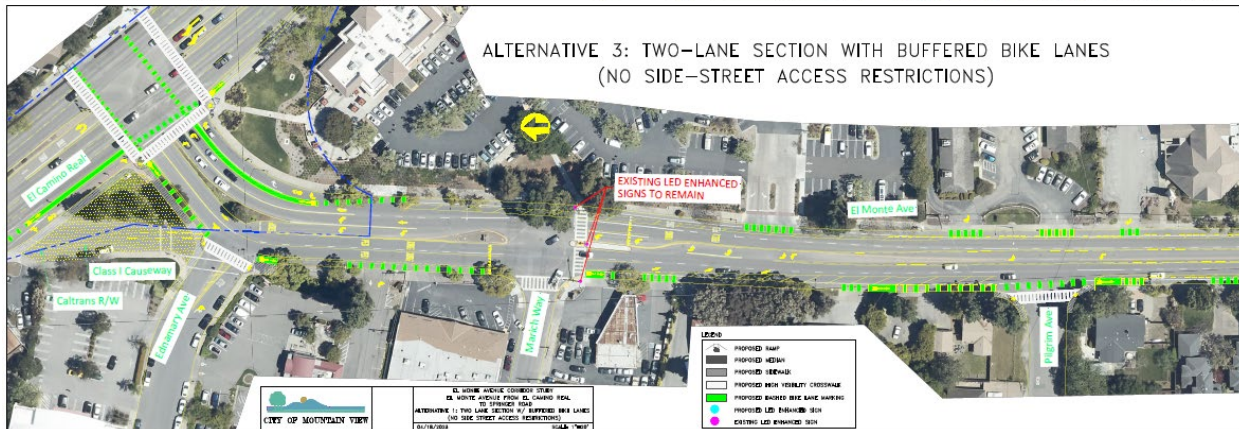 ALTERNATIVE 3: TWO-LANE SECTION WITH BUFFERED BIKE LANES
(NO SIDE-STREET ACCESS RESTRICTIONS)
El Camino Real
EXISTING LED ENHANCED
SIGNS TO REMAIN
El Monte Ave
Class I Causeway
Caltrans R/W
Ednamary Ave
Marich Way
Pilgrim Ave
LEGEND
PROPOSED RAMP
PROPOSED MEDIAN
PROPOSED SIDEWALK
PROPOSED HIGH VISIBILITY CROSSWALK
PROPOSED DASHED BIKE LANE MARKING
PROPOSED LED ENHANCED SIGN
EXISTING LED ENHANCED SIGN
CITY OF MOUNTAIN VIEW
EL MONTE AVENUE CORRIDOR STUDY
EL MONTE AVENUE FROM EL CAMINO REAL
TO SPRINGER ROAD
ALTERNATIVE 1: TWO LANE SECTION W/ BUFFERED BIKE LANES
(NO SIDE STREET ACCESS RESTRICTIONS)